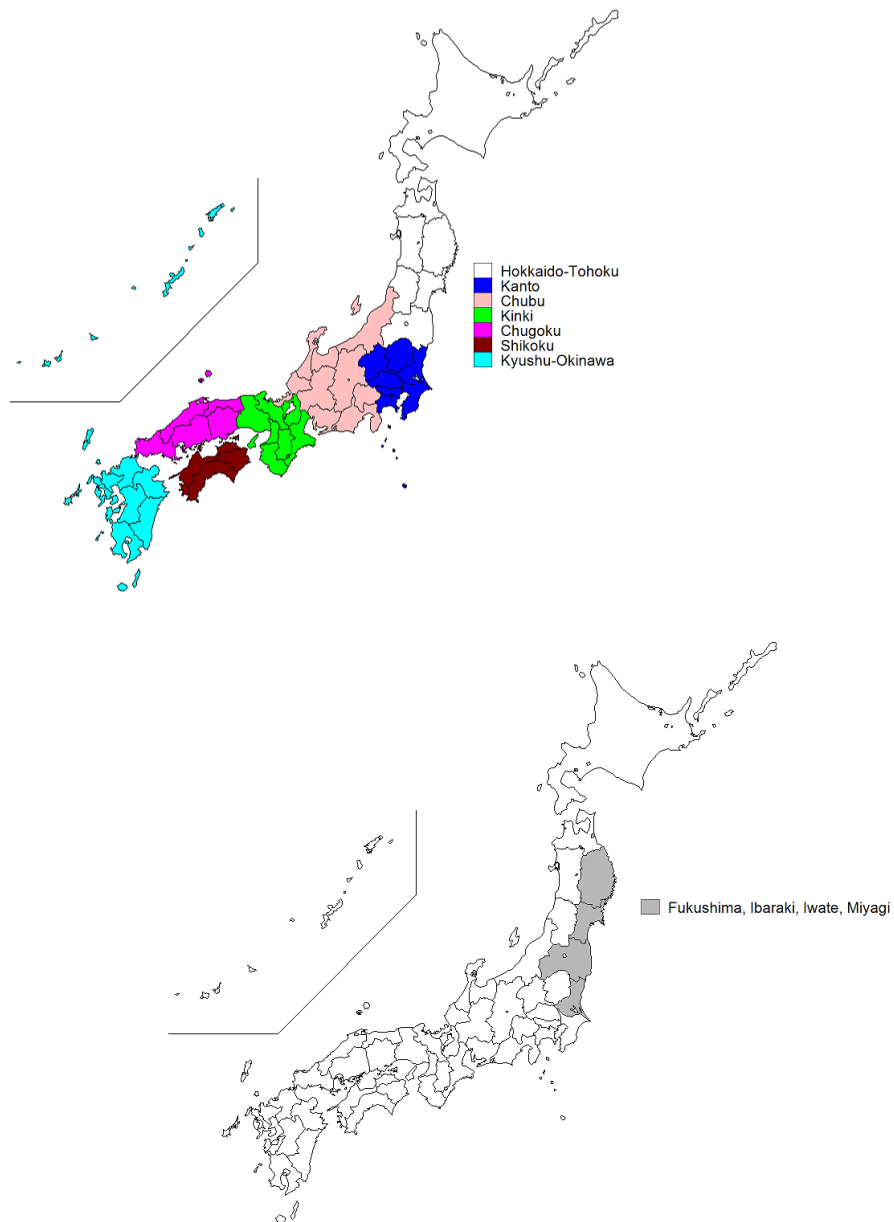 Hokkaido-Tohoku
Kanto
Chubu
Kinki
Chugoku
Shikoku
Kyushu-Okinawa
Fukushima, Ibaraki, Iwate, Miyagi